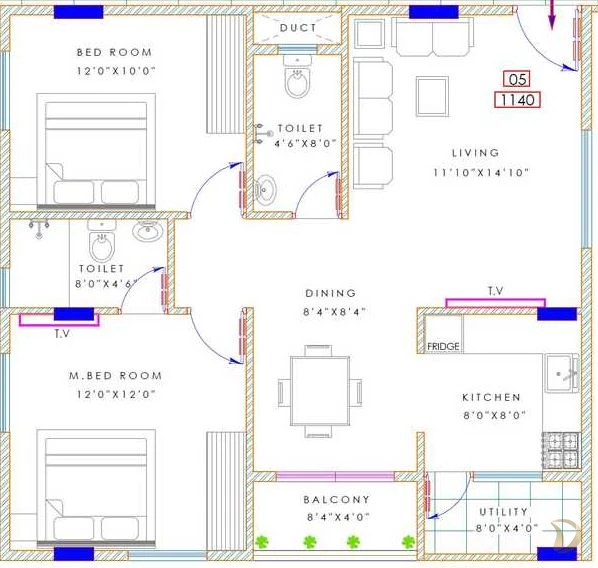 DUCT
BED ROOM
12'0"X10'0"
TOILET
4'6"X8'0"
05
1140
LIVING
11'10"X14'10"
TOILET
8'0"X4'6"
T.V
DINING
8'4"X8'4"
T.V
FRIDGE
M.BED ROOM
12'0"X12'0"
KITCHEN
8'0"X8'0"
BALCONY
8'4"X4'0"
UTILITY
8'0"X4'0"